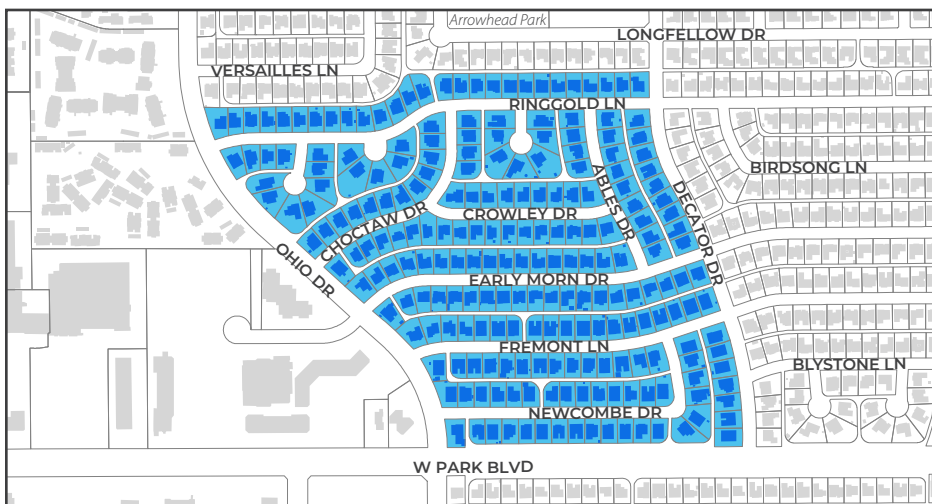 Arrowhead Park
LONGFELLOW DR
VERSAILLES LN
RINGGOLD LN
BIRDSONG LN
ABLES DR
DECATOR DR
CHOCTAW DR
CROWLEY DR
OHIO DR
EARLY MORN DR
FREMONT LN
BLYSTONE LN
NEWCOMBE DR
W PARK BLVD